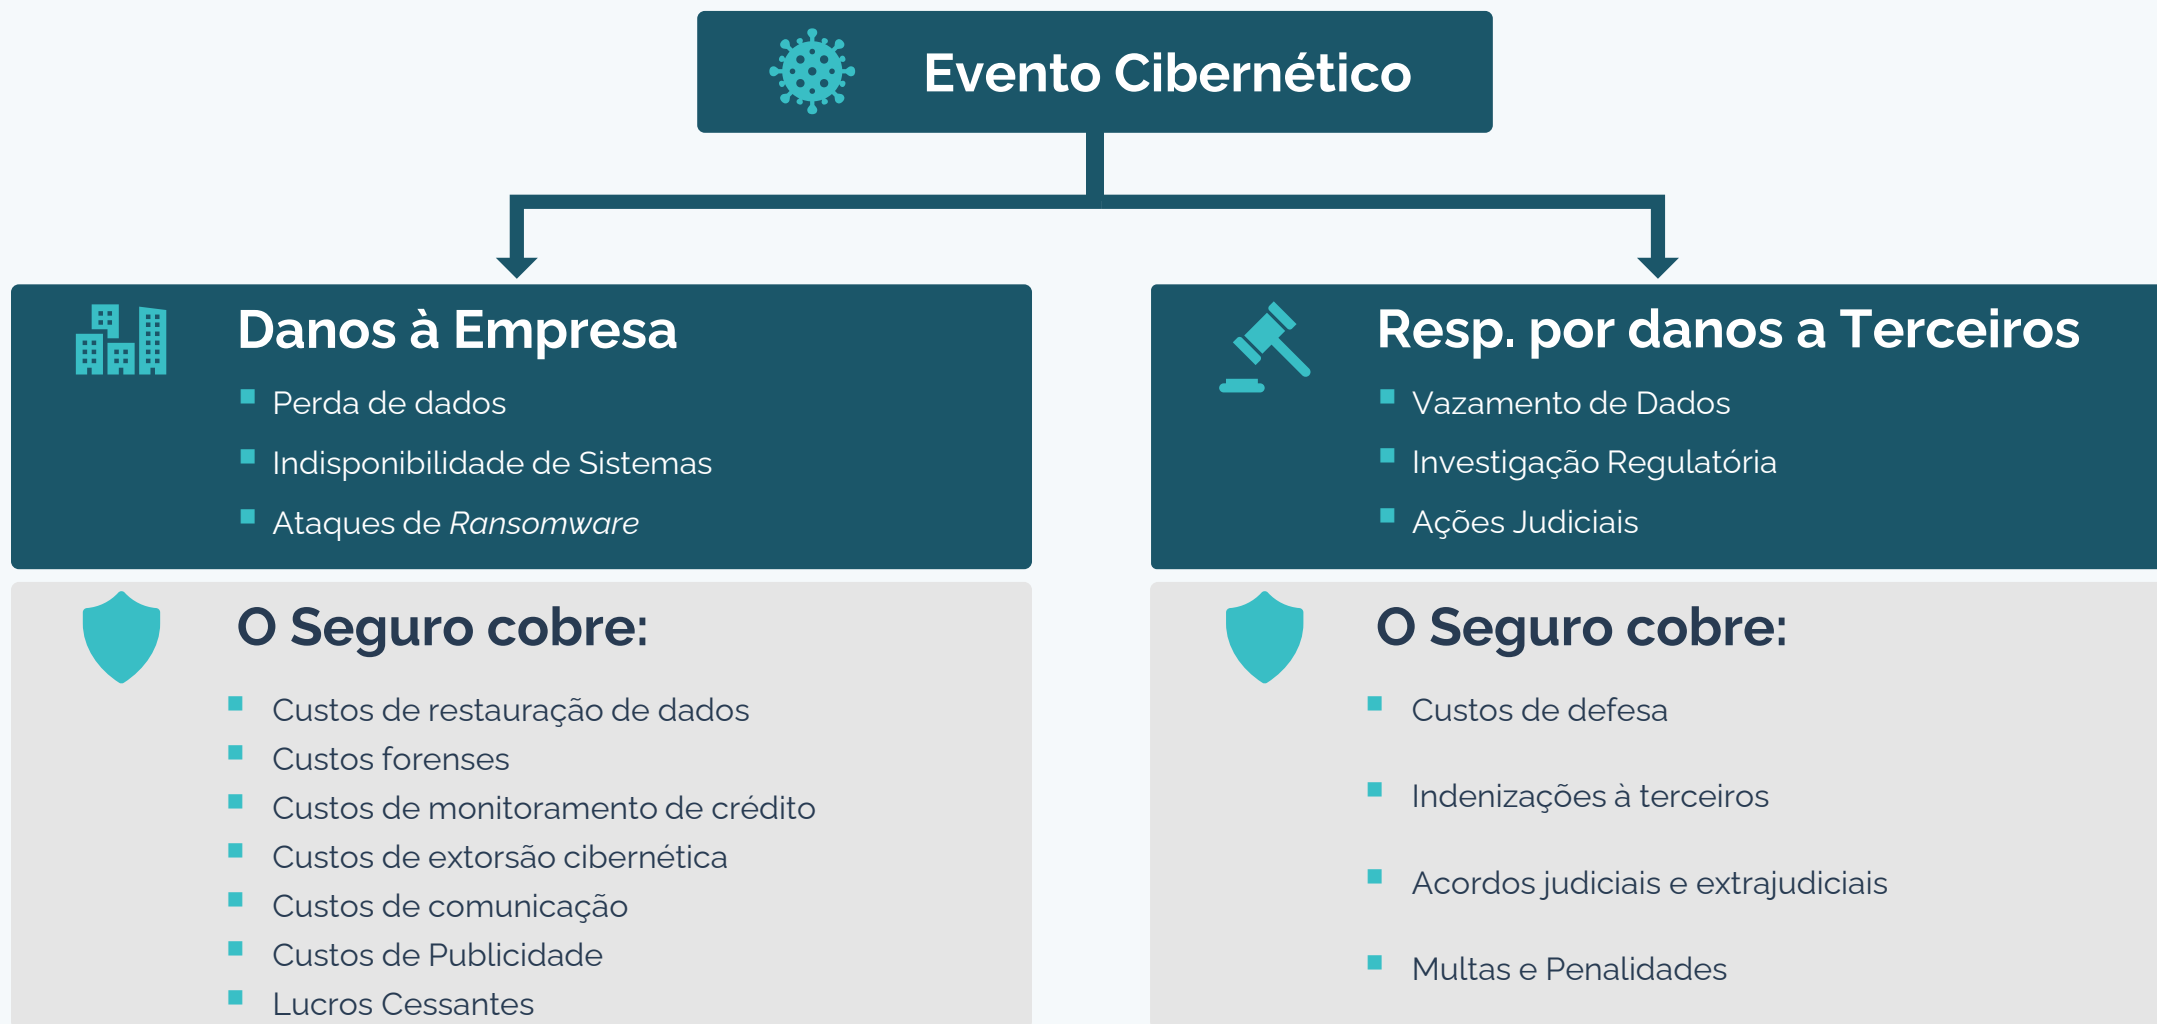 Evento Cibernético
Danos à Empresa
Perda de dados
Indisponibilidade de Sistemas
Ataques de Ransomware
O Seguro cobre:
Custos de restauração de dados
Custos forenses
Custos de monitoramento de crédito
Custos de extorsão cibernética
Custos de comunicação
Custos de Publicidade
Lucros Cessantes
Resp. por danos a Terceiros
Vazamento de Dados
Investigação Regulatória
Ações Judiciais
O Seguro cobre:
Custos de defesa
Indenizações à terceiros
Acordos judiciais e extrajudiciais
Multas e Penalidades